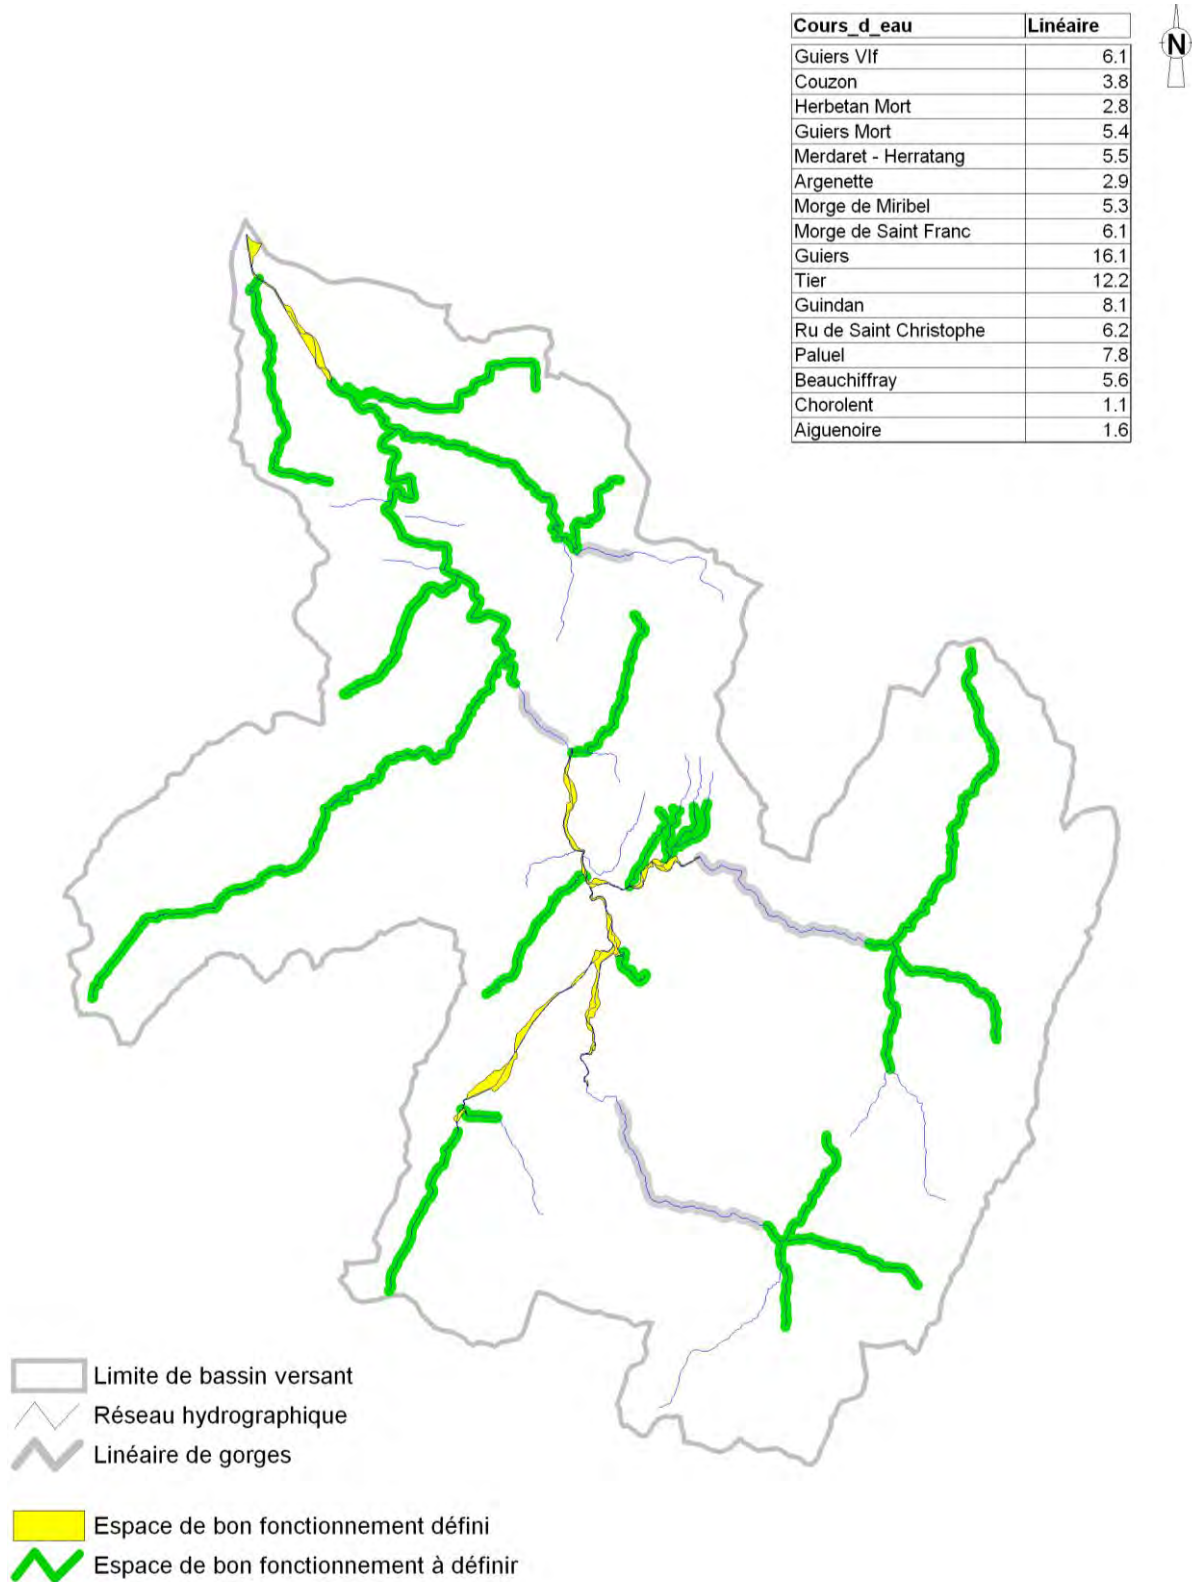 Cours_d_eau Linéaire
Guiers VIf 6.1
Couzon 3.8
Herbetan Mort 2.8
Guiers Mort 5.4
Merdaret - Herratang 5.5
Argenette 2.9
Morge de Miribel 5.3
Morge de Saint Franc 6.1
Guiers 16.1
Tier 12.2
Guindan 8.1
Ru de Saint Christophe 6.2
Paluel 7.8
Beauchiffray 5.6
Chorolent 1.1
Aiguenoire 1.6
N
Limite de bassin versant
Réseau hydrographique
Linéaire de gorges
Espace de bon fonctionnement défini
Espace de bon fonctionnement à définir